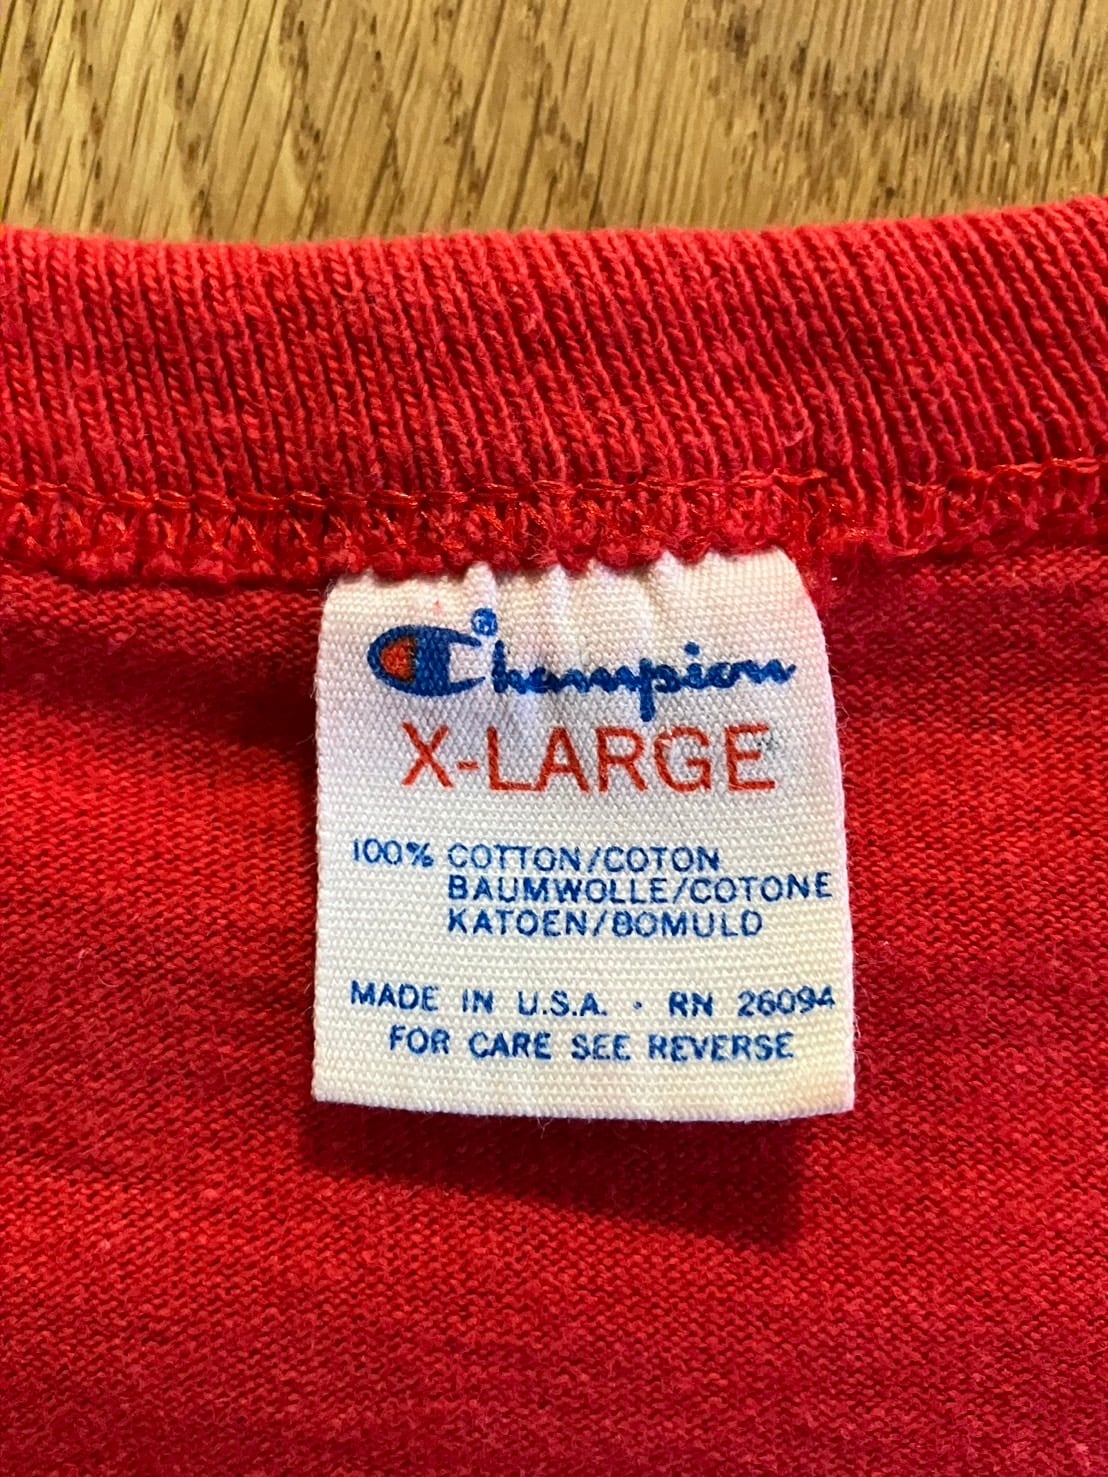 Champion®
X-LARGE
100% COTTON/COTON
BAUMWOLLE/COTONE
KATOEN/BOMULD
MADE IN U.S.A. · RN 26094
FOR CARE SEE REVERSE